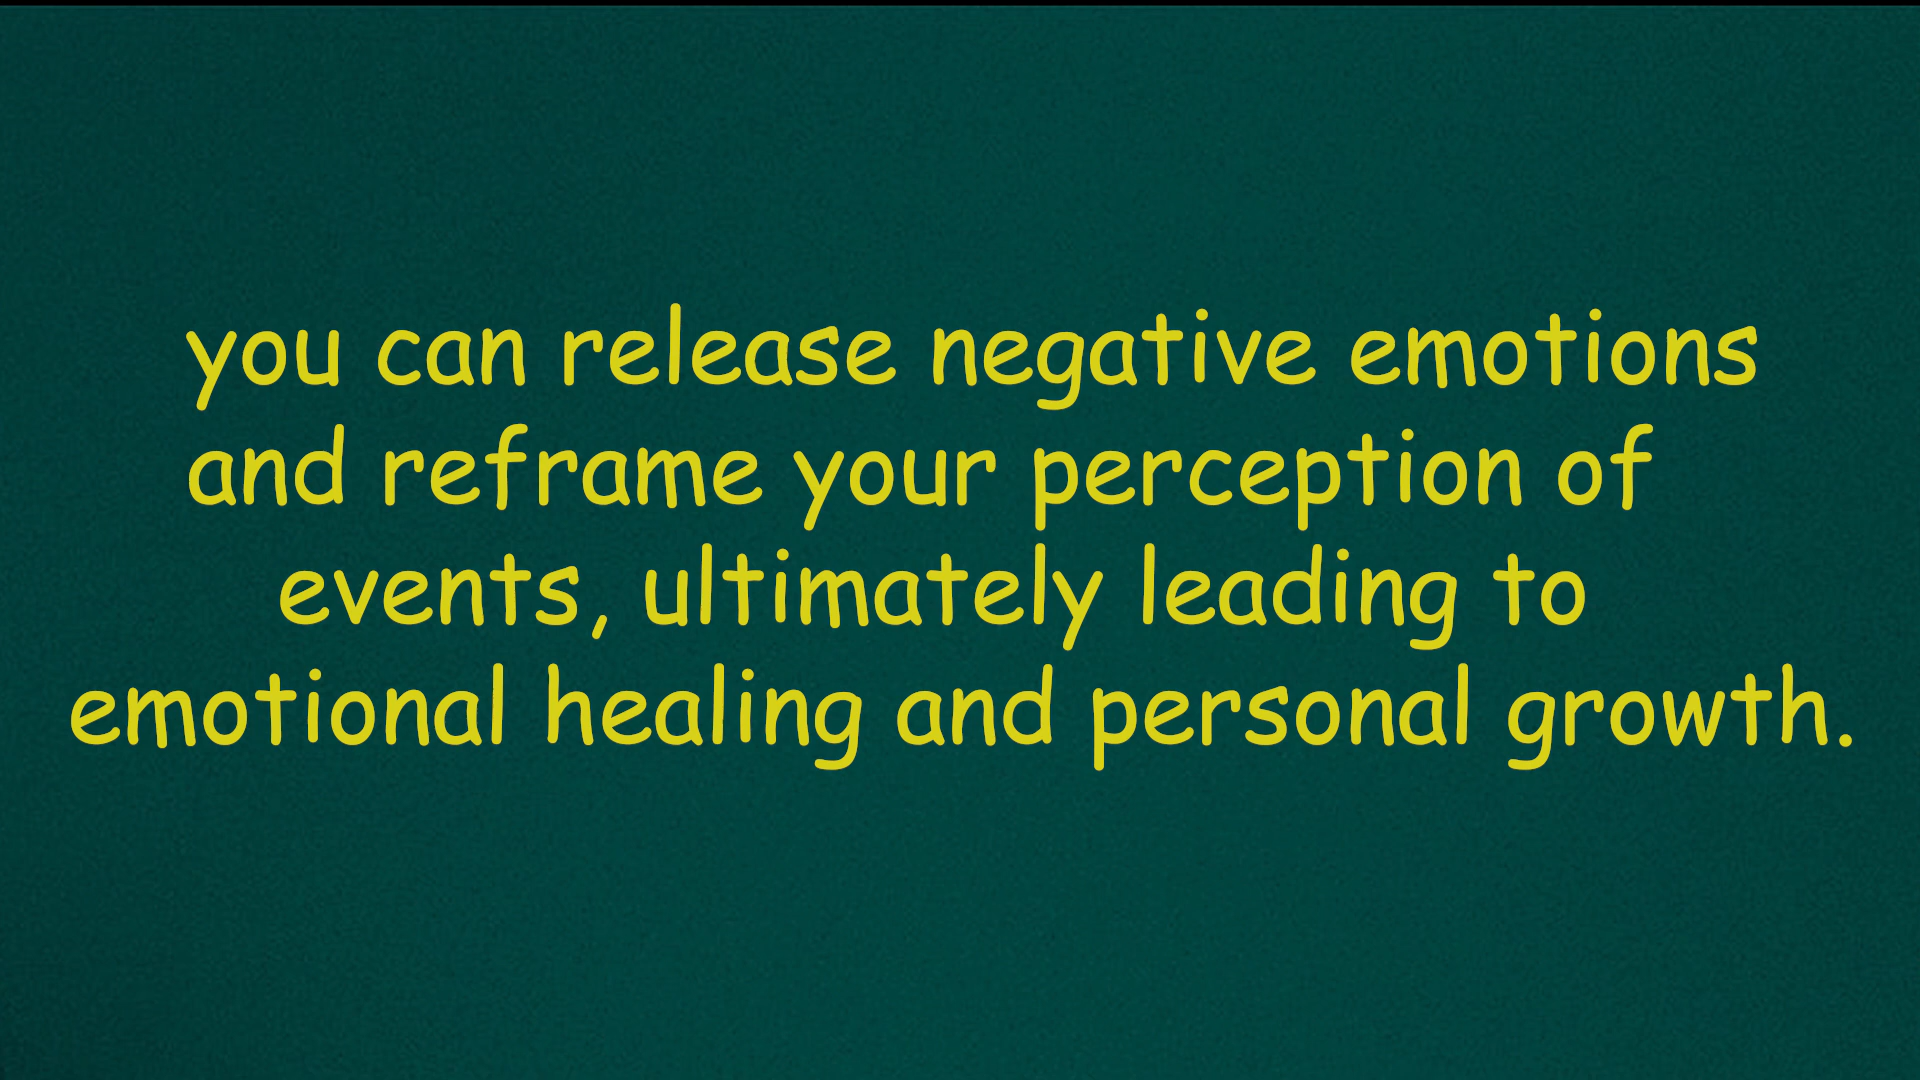 you can release negative emotions
and reframe your perception of
events, ultimately leading to
emotional healing and personal growth.